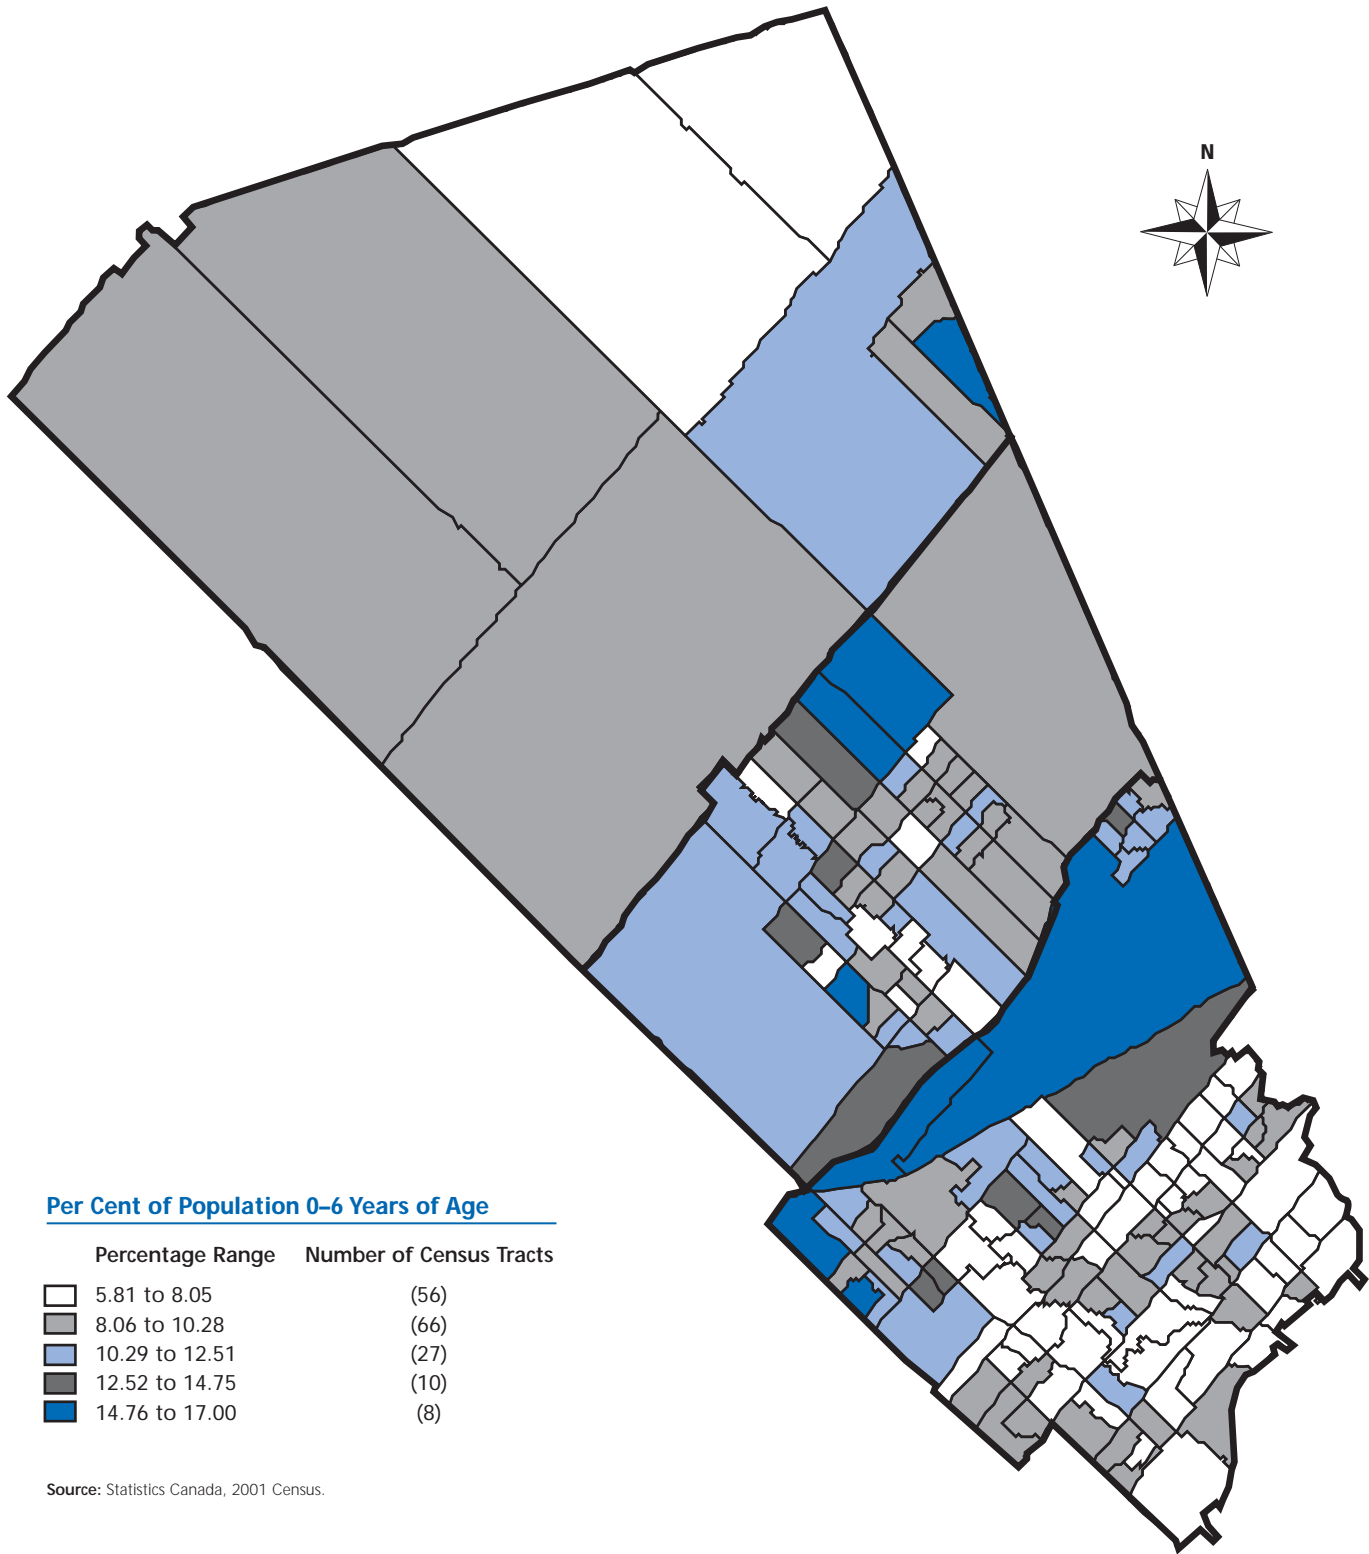 N
Per Cent of Population 0–6 Years of Age
Percentage Range Number of Census Tracts
5.81 to 8.05 (56)
8.06 to 10.28 (66)
10.29 to 12.51 (27)
12.52 to 14.75 (10)
14.76 to 17.00 (8)
Source: Statistics Canada, 2001 Census.